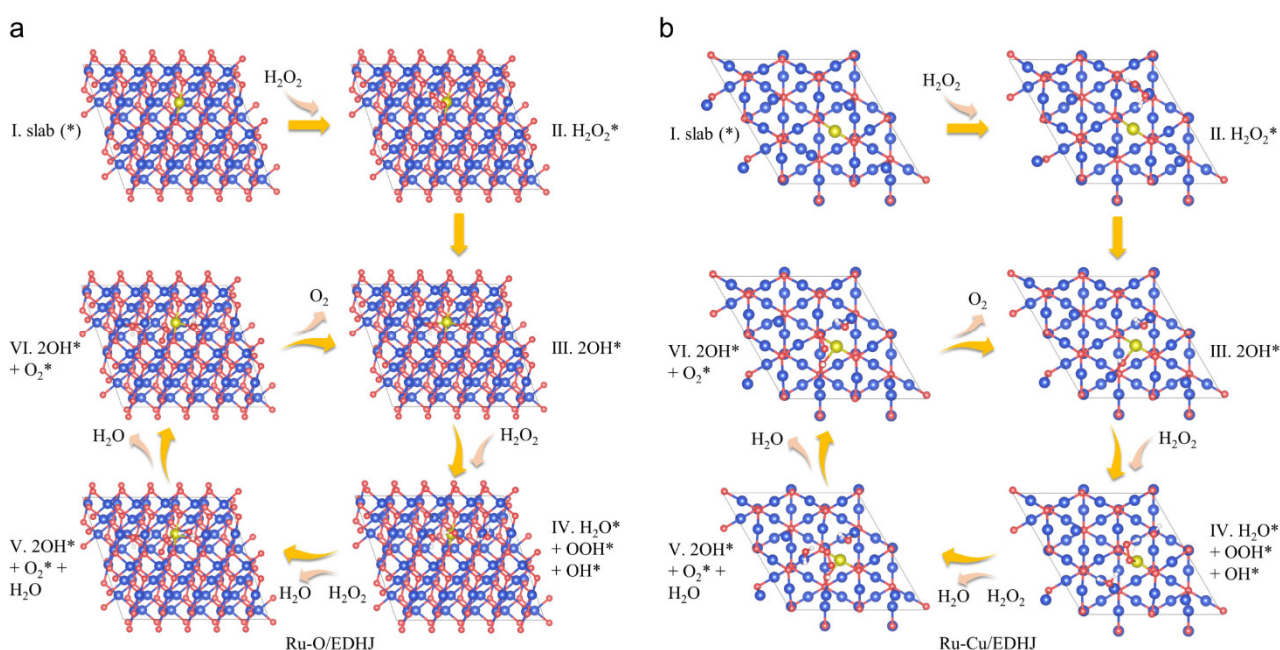 a
H₂O₂
I. slab (*)
II. H₂O₂*
O₂
VI. 2OH*
+ O₂*
III. 2OH*
H₂O
H₂O₂
V. 2OH*
+ O₂* +
H₂O
IV. H₂O*
+ OOH*
+ OH*
H₂O H₂O₂
Ru-O/EDHJ
b
H₂O₂
I. slab (*)
II. H₂O₂*
O₂
VI. 2OH*
+ O₂*
III. 2OH*
H₂O
H₂O₂
V. 2OH*
+ O₂* +
H₂O
IV. H₂O*
+ OOH*
+ OH*
H₂O H₂O₂
Ru-Cu/EDHJ